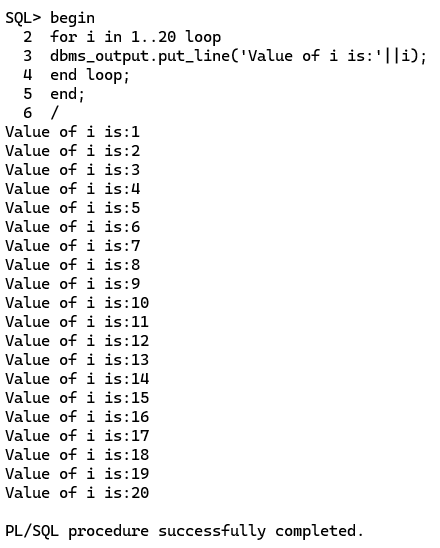 SQL> begin
  2  for i in 1..20 loop
  3  dbms_output.put_line('Value of i is:'||i);
  4  end loop;
  5  end;
  6  /
Value of i is:1
Value of i is:2
Value of i is:3
Value of i is:4
Value of i is:5
Value of i is:6
Value of i is:7
Value of i is:8
Value of i is:9
Value of i is:10
Value of i is:11
Value of i is:12
Value of i is:13
Value of i is:14
Value of i is:15
Value of i is:16
Value of i is:17
Value of i is:18
Value of i is:19
Value of i is:20

PL/SQL procedure successfully completed.